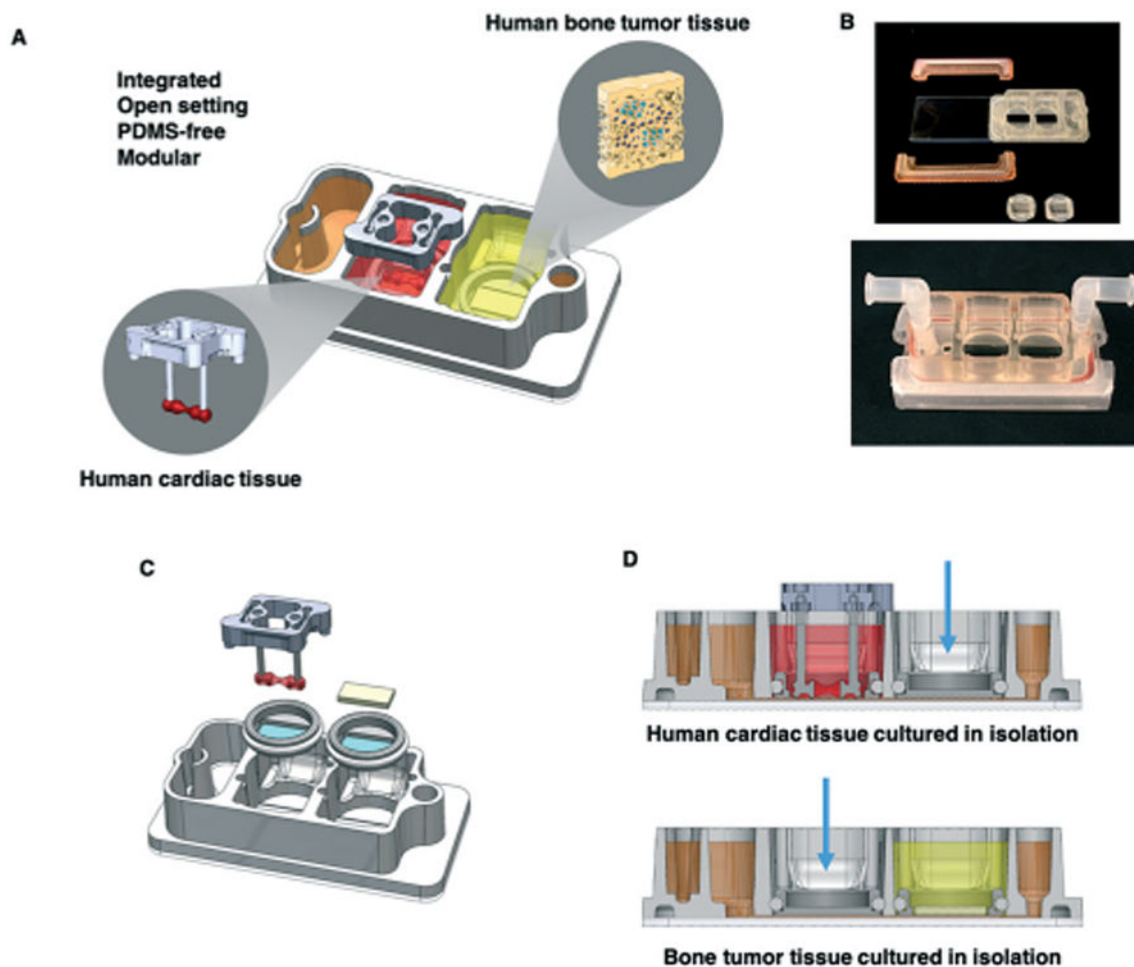 A
Human bone tumor tissue
B
Integrated
Open setting
PDMS-free
Modular
Human cardiac tissue
C
D
Human cardiac tissue cultured in isolation
Bone tumor tissue cultured in isolation